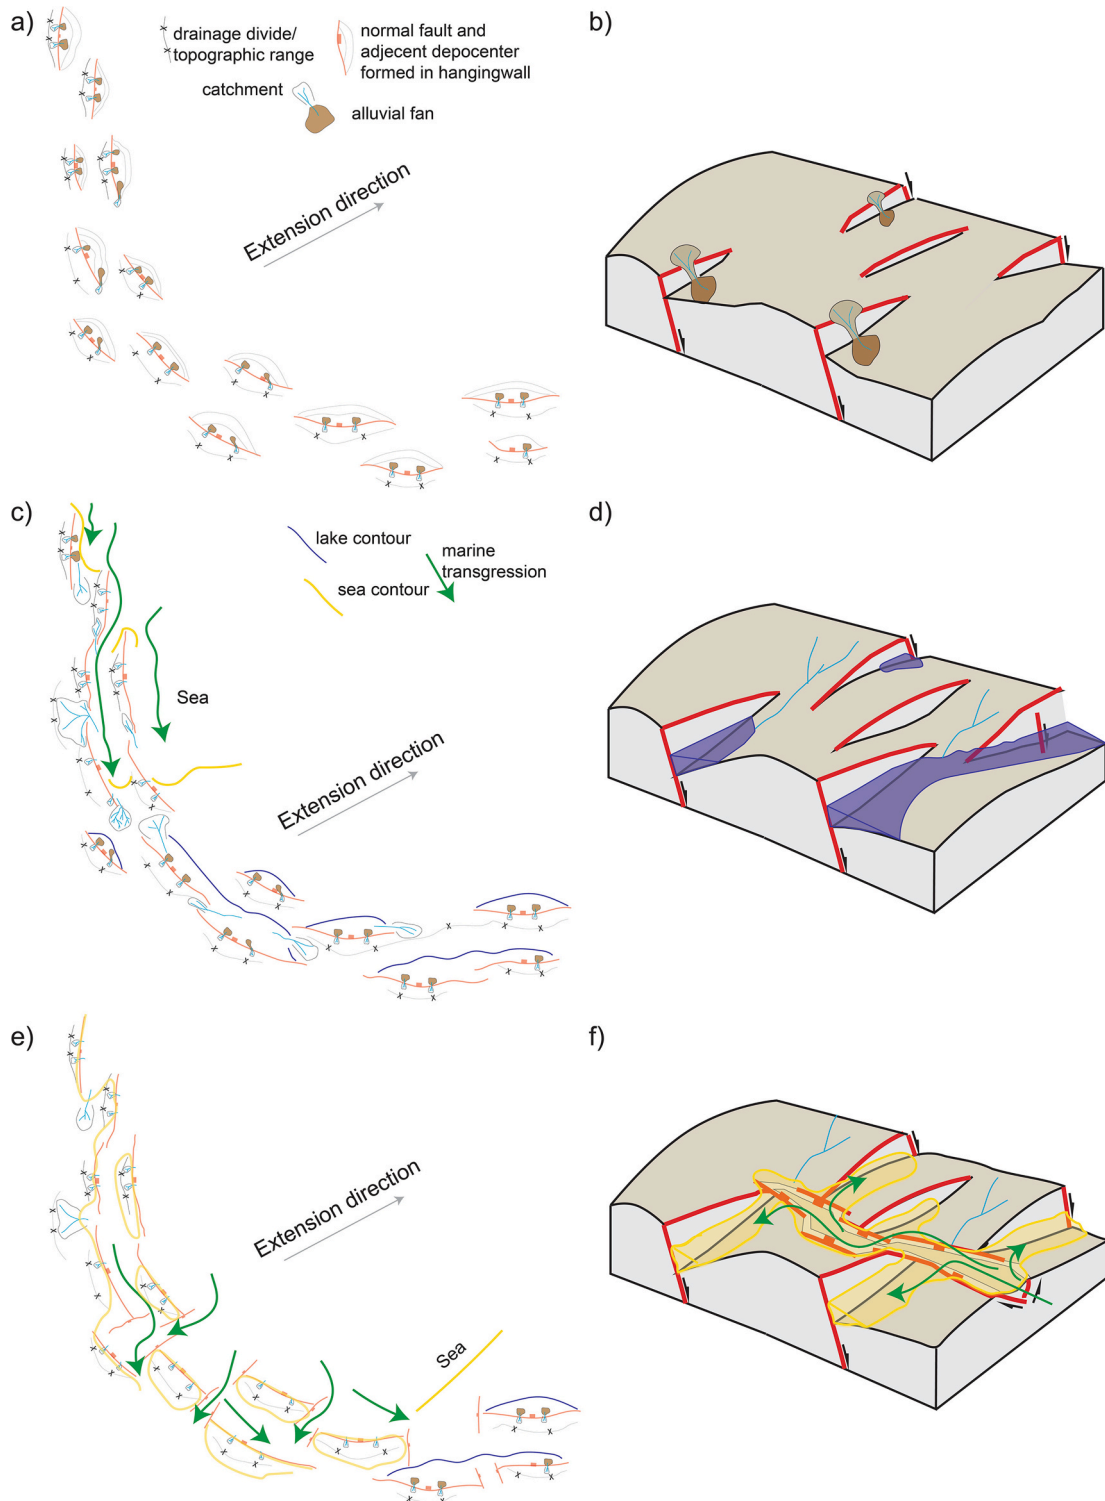 a)
drainage divide/
topographic range
normal fault and
adjacent depocenter
formed in hangingwall
catchment
alluvial fan
Extension direction
b)
c)
lake contour
sea contour
marine
transgression
Sea
Extension direction
d)
e)
Extension direction
Sea
f)